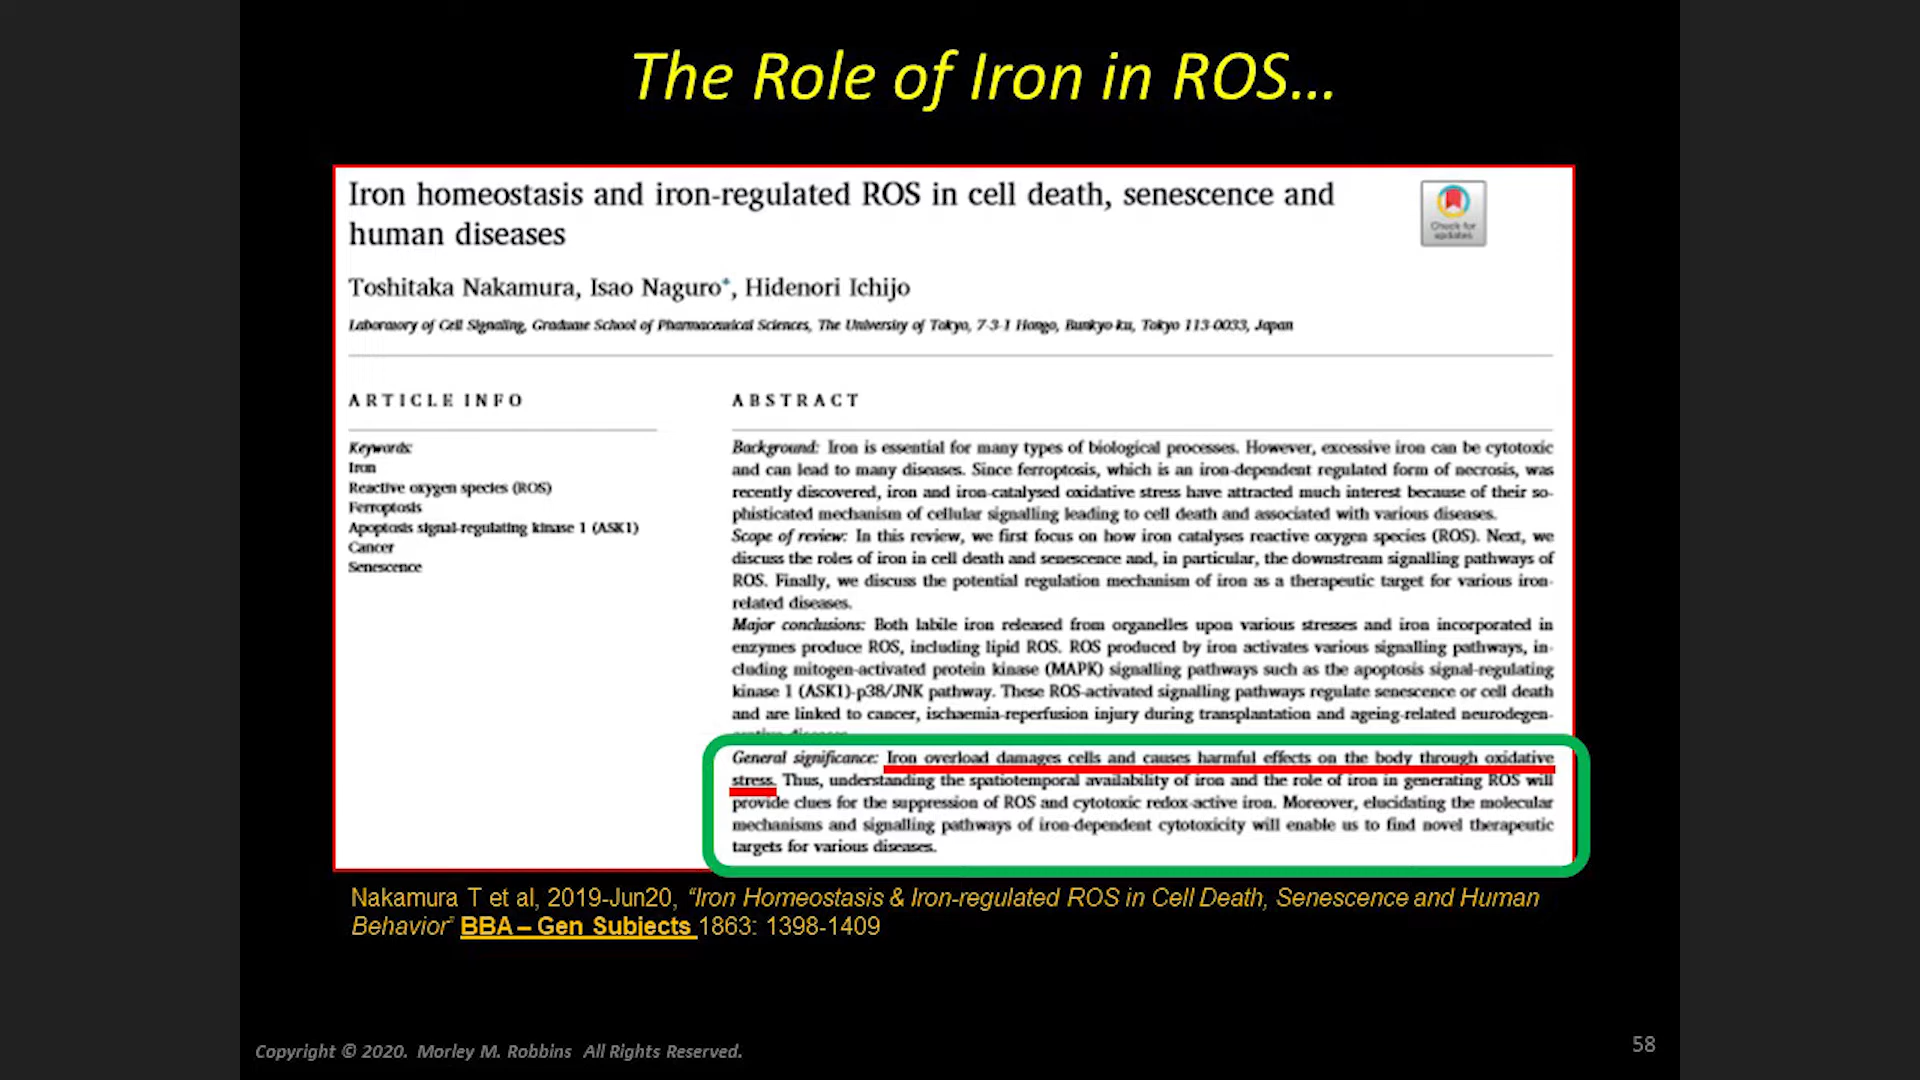 The Role of Iron in ROS...
Iron homeostasis and iron-regulated ROS in cell death, senescence and
human diseases
Check for
updates
Toshitaka Nakamura, Isao Naguro*, Hidenori Ichijo
Laboratory of Cell Signaling, Graduate School of Pharmaceutical Sciences, The University of Tokyo, 7-3-1 Hongo, Bunkyo-ku, Tokyo 113-0033, Japan
ARTICLE INFO
Keywords:
Iron
Reactive oxygen species (ROS)
Ferroptosis
Apoptosis signal-regulating kinase 1 (ASK1)
Cancer
Senescence
ABSTRACT
Background: Iron is essential for many types of biological processes. However, excessive iron can be cytotoxic
and can lead to many diseases. Since ferroptosis, which is an iron-dependent regulated form of necrosis, was
recently discovered, iron and iron-catalysed oxidative stress have attracted much interest because of their so-
phisticated mechanism of cellular signalling leading to cell death and associated with various diseases.
Scope of review: In this review, we first focus on how iron catalyses reactive oxygen species (ROS). Next, we
discuss the roles of iron in cell death and senescence and, in particular, the downstream signalling pathways of
ROS. Finally, we discuss the potential regulation mechanism of iron as a therapeutic target for various iron-
related diseases.
Major conclusions: Both labile iron released from organelles upon various stresses and iron incorporated in
enzymes produce ROS, including lipid ROS. ROS produced by iron activates various signalling pathways, in-
cluding mitogen-activated protein kinase (MAPK) signalling pathways such as the apoptosis signal-regulating
kinase 1 (ASK1)-p38/JNK pathway. These ROS-activated signalling pathways regulate senescence or cell death
and are linked to cancer, ischaemia-reperfusion injury during transplantation and ageing-related neurodegen-
General significance: Iron overload damages cells and causes harmful effects on the body through oxidative
stress. Thus, understanding the spatiotemporal availability of iron and the role of iron in generating ROS will
provide clues for the suppression of ROS and cytotoxic redox-active iron. Moreover, elucidating the molecular
mechanisms and signalling pathways of iron-dependent cytotoxicity will enable us to find novel therapeutic
targets for various diseases.
Nakamura T et al, 2019-Jun20, “Iron Homeostasis & Iron-regulated ROS in Cell Death, Senescence and Human
Behavior” BBA – Gen Subjects 1863: 1398-1409
Copyright © 2020. Morley M. Robbins All Rights Reserved.
58